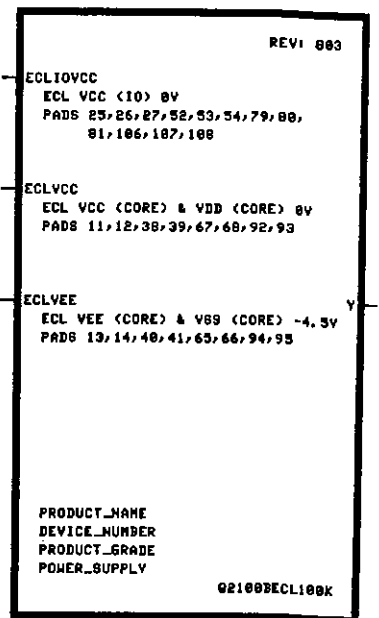 REV: 803
ECLIOVCC
ECL VCC (IO) 0V
PADS 25,26,27,52,53,54,79,80,
81,106,107,108
ECLVCC
ECL VCC (CORE) & VDD (CORE) 0V
PADS 11,12,38,39,67,68,92,93
ECLVEE
Y
ECL VEE (CORE) & VSS (CORE) -4.5V
PADS 13,14,40,41,65,66,94,95
PRODUCT_NAME
DEVICE_NUMBER
PRODUCT_GRADE
POWER_SUPPLY
Q2100BECL100K